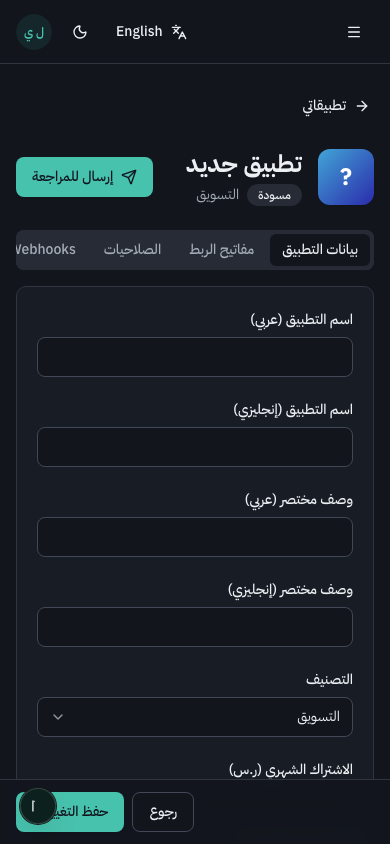 ل ي
English
تطبيقاتي
?
تطبيق جديد
مسودة
التسويق
إرسال للمراجعة
بيانات التطبيق
مفاتيح الربط
الصلاحيات
Webhooks
اسم التطبيق (عربي)
اسم التطبيق (إنجليزي)
وصف مختصر (عربي)
وصف مختصر (إنجليزي)
التصنيف
التسويق
الاشتراك الشهري (ر.س)
رجوع
حفظ